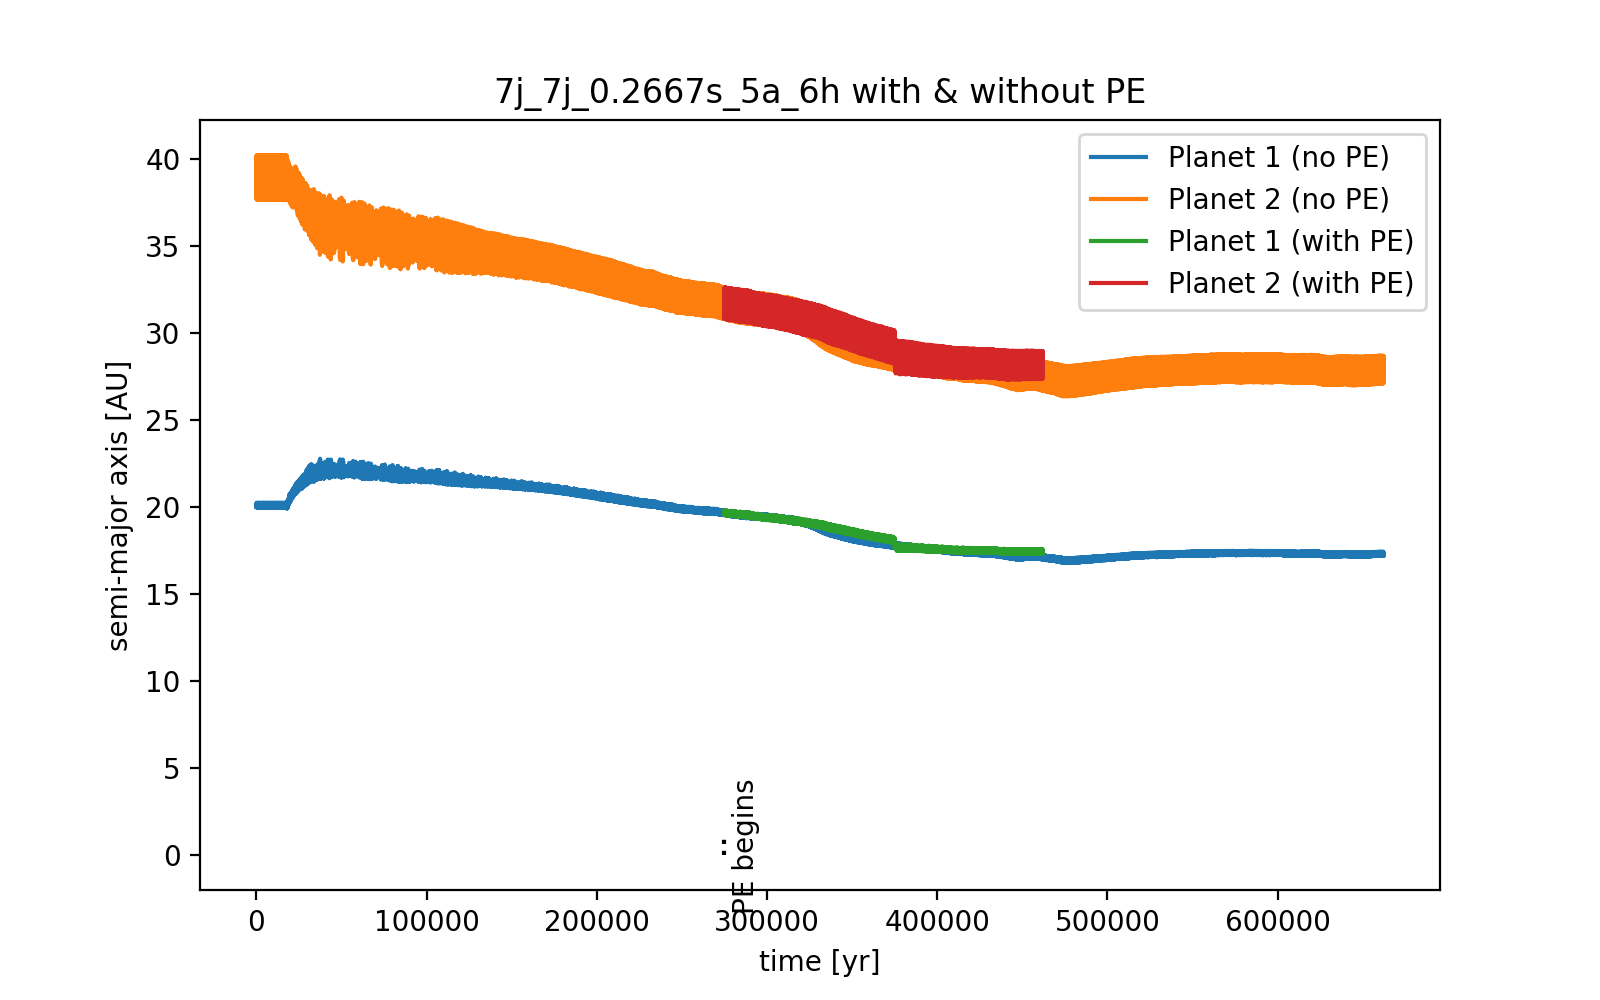 7j_7j_0.2667s_5a_6h with & without PE
Planet 1 (no PE)
Planet 2 (no PE)
Planet 1 (with PE)
Planet 2 (with PE)
semi-major axis [AU]
40
35
30
25
20
15
10
5
0
PE begins
0
100000
200000
300000
400000
500000
600000
time [yr]